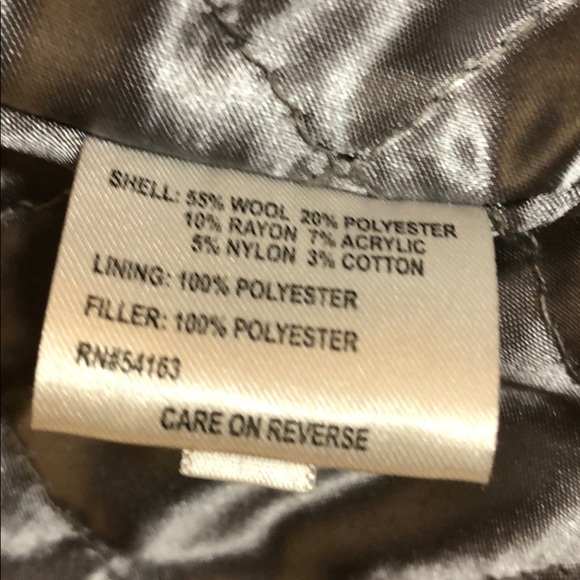 SHELL: 55% WOOL 20% POLYESTER
10% RAYON 7% ACRYLIC
5% NYLON 3% COTTON
LINING: 100% POLYESTER
FILLER: 100% POLYESTER
RN#54163
CARE ON REVERSE